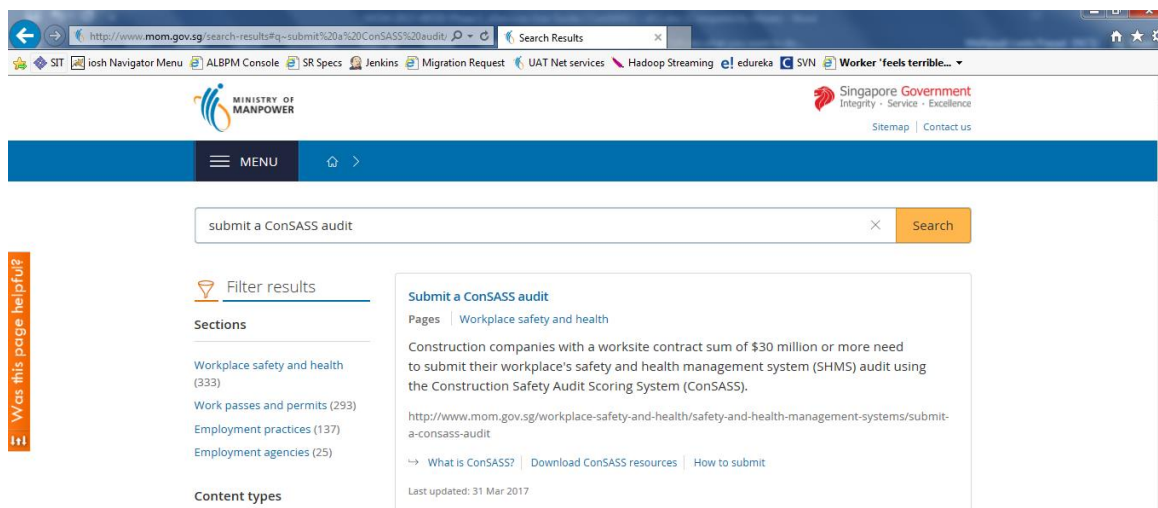 http://www.mom.gov.sg/search-results#q~submit%20a%20ConSASS%20audit/
Search Results
SIT
iosh Navigator Menu
ALBPM Console
SR Specs
Jenkins
Migration Request
UAT Net services
Hadoop Streaming
edureka
SVN
Worker 'feels terrible...
MINISTRY OF
MANPOWER
Singapore Government
Integrity · Service · Excellence
Sitemap | Contact us
MENU
submit a ConSASS audit
Search
Was this page helpful?
Filter results
Sections
Workplace safety and health
(333)
Work passes and permits (293)
Employment practices (137)
Employment agencies (25)
Content types
Submit a ConSASS audit
Pages | Workplace safety and health
Construction companies with a worksite contract sum of $30 million or more need
to submit their workplace's safety and health management system (SHMS) audit using
the Construction Safety Audit Scoring System (ConSASS).
http://www.mom.gov.sg/workplace-safety-and-health/safety-and-health-management-systems/submit-
a-consass-audit
What is ConSASS? | Download ConSASS resources | How to submit
Last updated: 31 Mar 2017